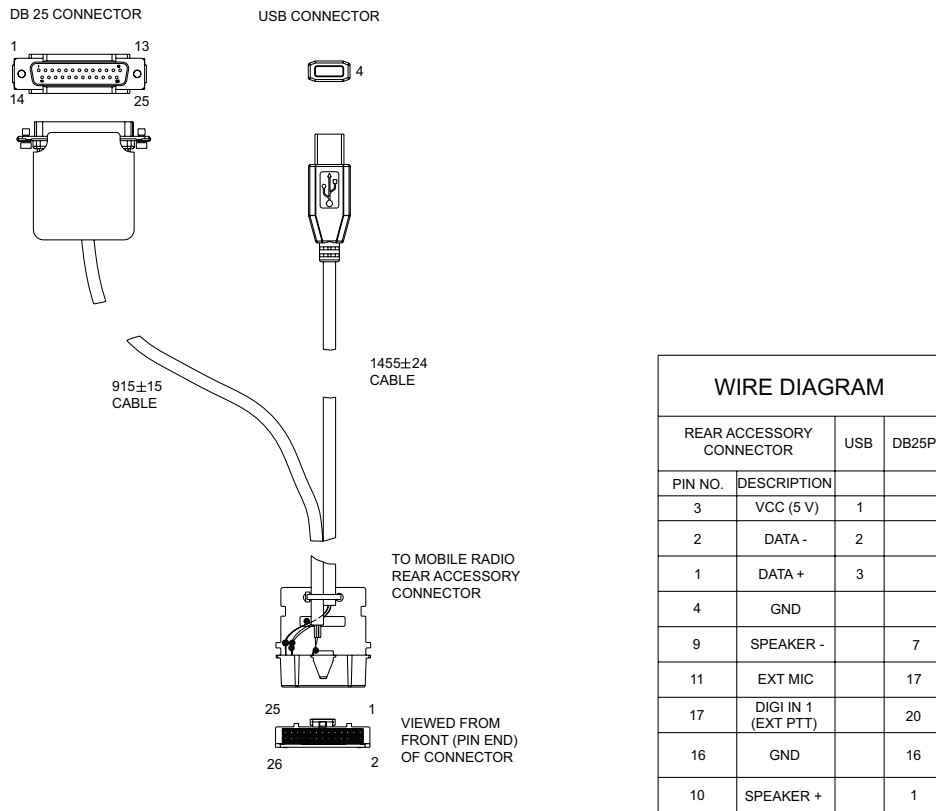 DB 25 CONNECTOR
USB CONNECTOR
1
13
14
25
4
915±15
CABLE
1455±24
CABLE
TO MOBILE RADIO
REAR ACCESSORY
CONNECTOR
25
1
26
2
VIEWED FROM
FRONT (PIN END)
OF CONNECTOR
WIRE DIAGRAM
REAR ACCESSORY
CONNECTOR
USB
DB25P
PIN NO. DESCRIPTION
3 VCC (5 V) 1
2 DATA - 2
1 DATA + 3
4 GND
9 SPEAKER - 7
11 EXT MIC 17
17 DIGI IN 1
(EXT PTT) 20
16 GND 16
10 SPEAKER + 1